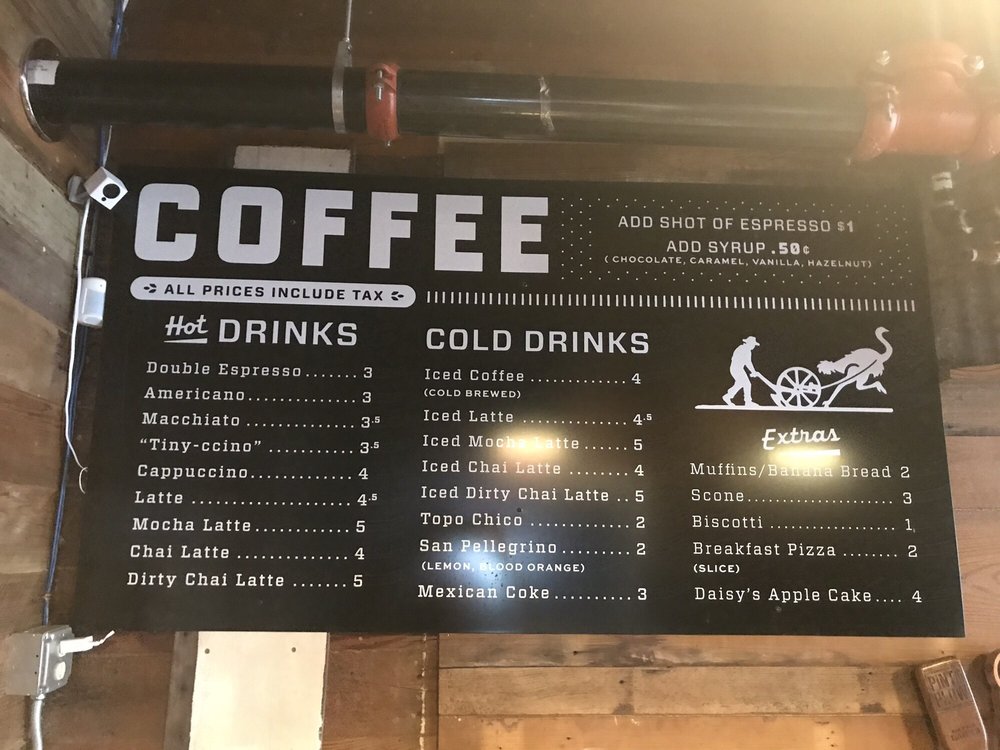 COFFEE
ADD SHOT OF ESPRESSO $1
ADD SYRUP .50¢
(CHOCOLATE, CARAMEL, VANILLA, HAZELNUT)
ALL PRICES INCLUDE TAX
Hot DRINKS
Double Espresso....... 3
Americano.............. 3
Macchiato .............. 3.5
“Tiny-ccino” ........... 3.5
Cappuccino............. 4
Latte ..................... 4.5
Mocha Latte............ 5
Chai Latte .............. 4
Dirty Chai Latte ....... 5
COLD DRINKS
Iced Coffee ............. 4
(COLD BREWED)
Iced Latte ............... 4.5
Iced Mocha Latte..... 5
Iced Chai Latte ........ 4
Iced Dirty Chai Latte .. 5
Topo Chico ............. 2
San Pellegrino......... 2
(LEMON, BLOOD ORANGE)
Mexican Coke.......... 3
Extras
Muffins/Banana Bread 2
Scone..................... 3
Biscotti .................. 1
Breakfast Pizza ....... 2
(SLICE)
Daisy's Apple Cake.... 4